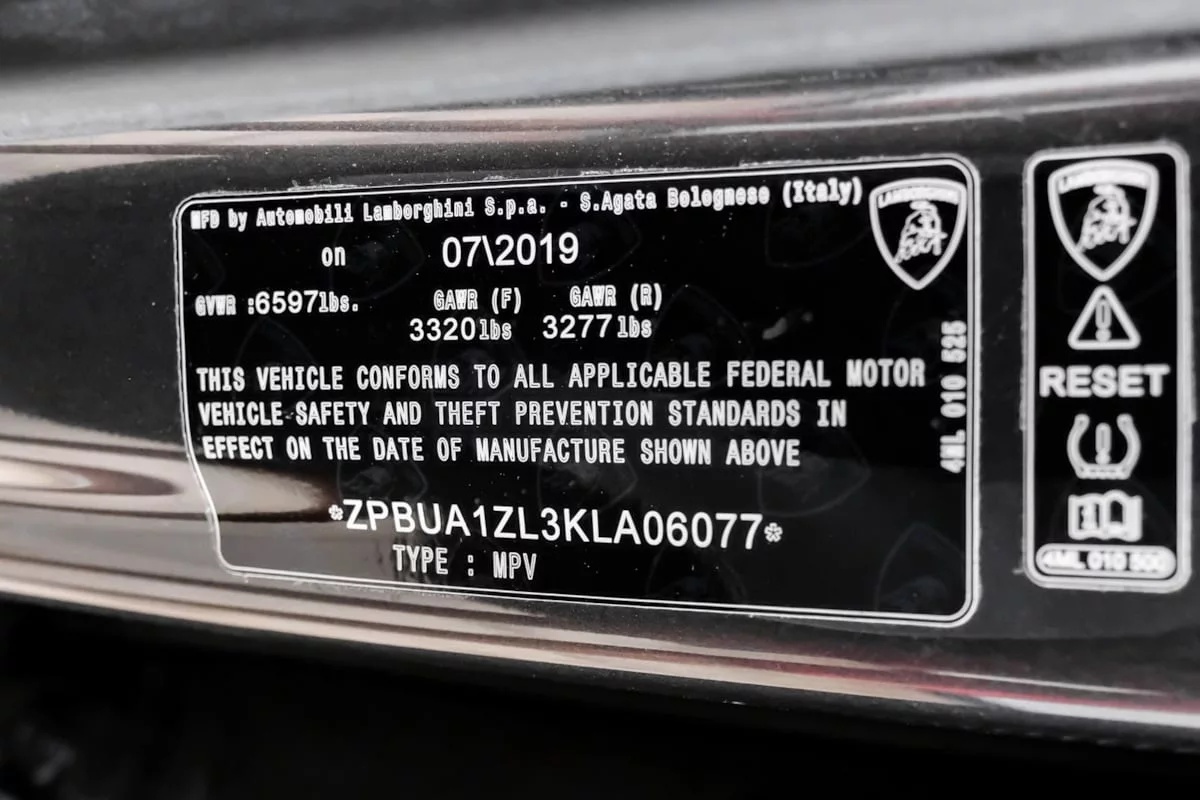 MFD by Automobili Lamborghini S.p.a. - S.Agata Bolognese (Italy)
on 07\2019
GVWR :6597lbs. GAWR (F) GAWR (R)
3320lbs 3277lbs
THIS VEHICLE CONFORMS TO ALL APPLICABLE FEDERAL MOTOR
VEHICLE SAFETY AND THEFT PREVENTION STANDARDS IN
EFFECT ON THE DATE OF MANUFACTURE SHOWN ABOVE
*ZPBUA1ZL3KLA06077*
TYPE : MPV
LAMBORGHINI
4ML 010 525
LAMBORGHINI
RESET
4ML 010 500